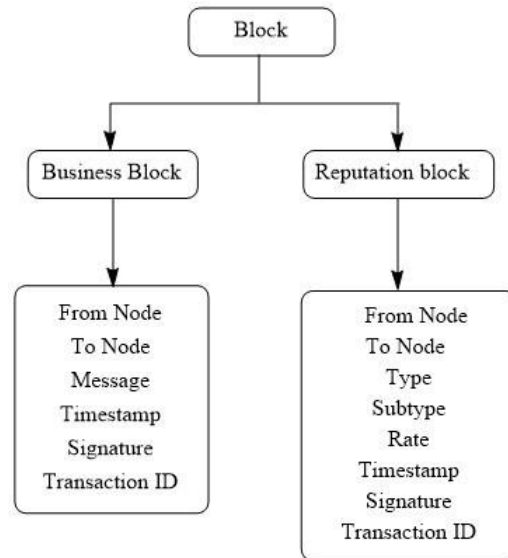 Block
Business Block
Reputation block
From Node
To Node
Message
Timestamp
Signature
Transaction ID
From Node
To Node
Type
Subtype
Rate
Timestamp
Signature
Transaction ID